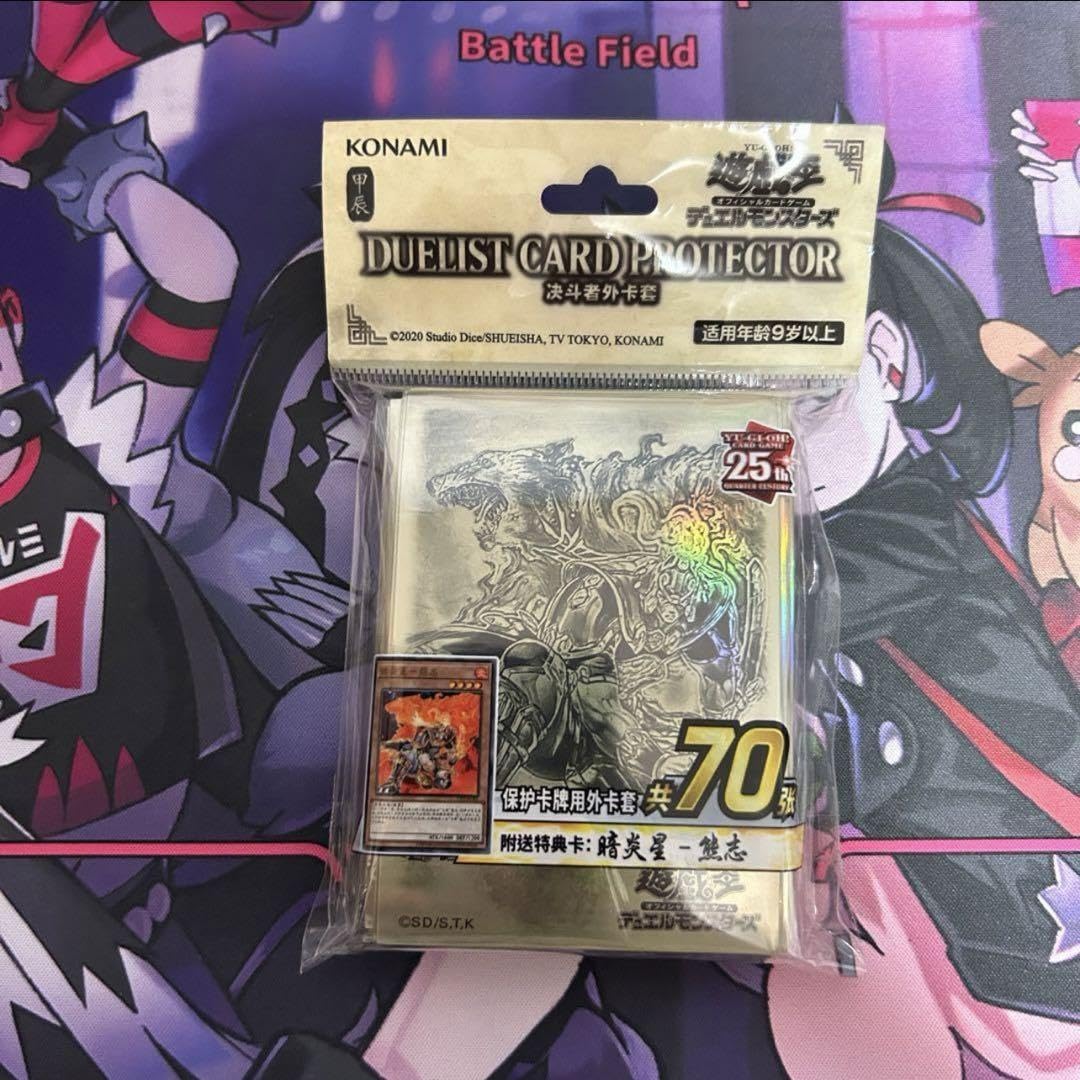 Battle Field
KONAMI
甲辰
YU-GI-OH!
遊戯王
オフィシャルカードゲーム
デュエルモンスターズ
DUELIST CARD PROTECTOR
决斗者外卡套
©2020 Studio Dice/SHUEISHA, TV TOKYO, KONAMI
适用年龄9岁以上
YU-GI-OH!
CARD GAME
25th
QUARTER CENTURY
保护卡牌用外卡套 共70张
附送特典卡: 暗炎星 - 熊志
遊戯王
オフィシャルカードゲーム
デュエルモンスターズ
©SD/S,T,K
ルミ